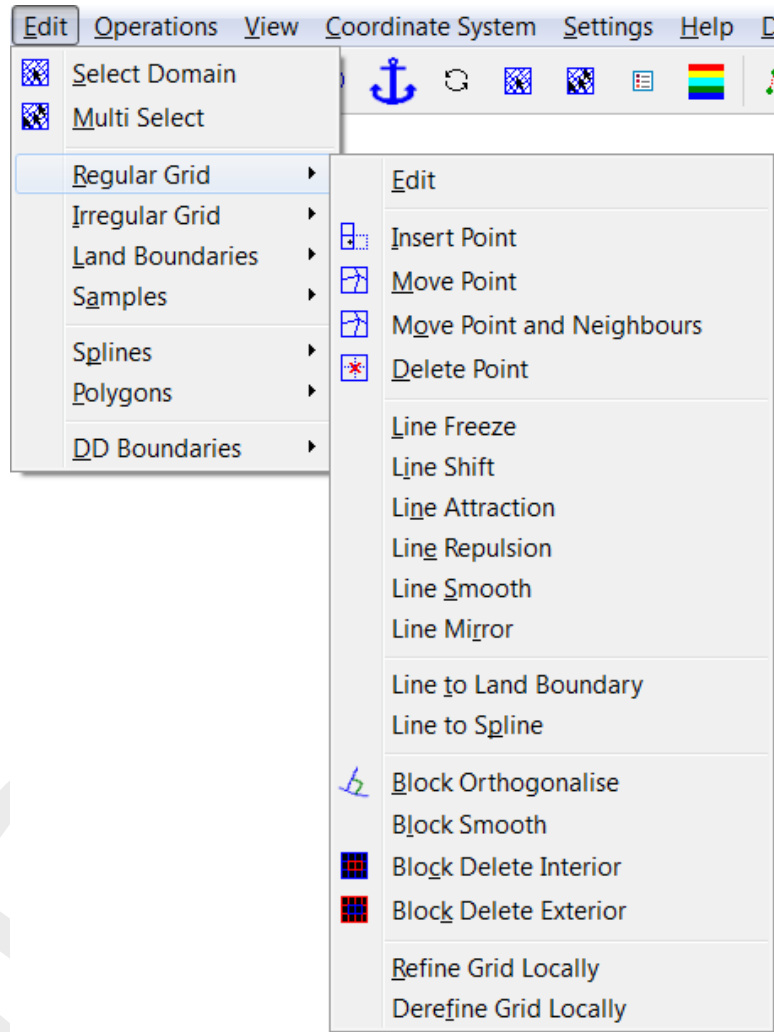 Edit Operations View Coordinate System Settings Help D
Select Domain
Multi Select
Regular Grid
Irregular Grid
Land Boundaries
Samples
Splines
Polygons
DD Boundaries
Edit
Insert Point
Move Point
Move Point and Neighbours
Delete Point
Line Freeze
Line Shift
Line Attraction
Line Repulsion
Line Smooth
Line Mirror
Line to Land Boundary
Line to Spline
Block Orthogonalise
Block Smooth
Block Delete Interior
Block Delete Exterior
Refine Grid Locally
Derefine Grid Locally